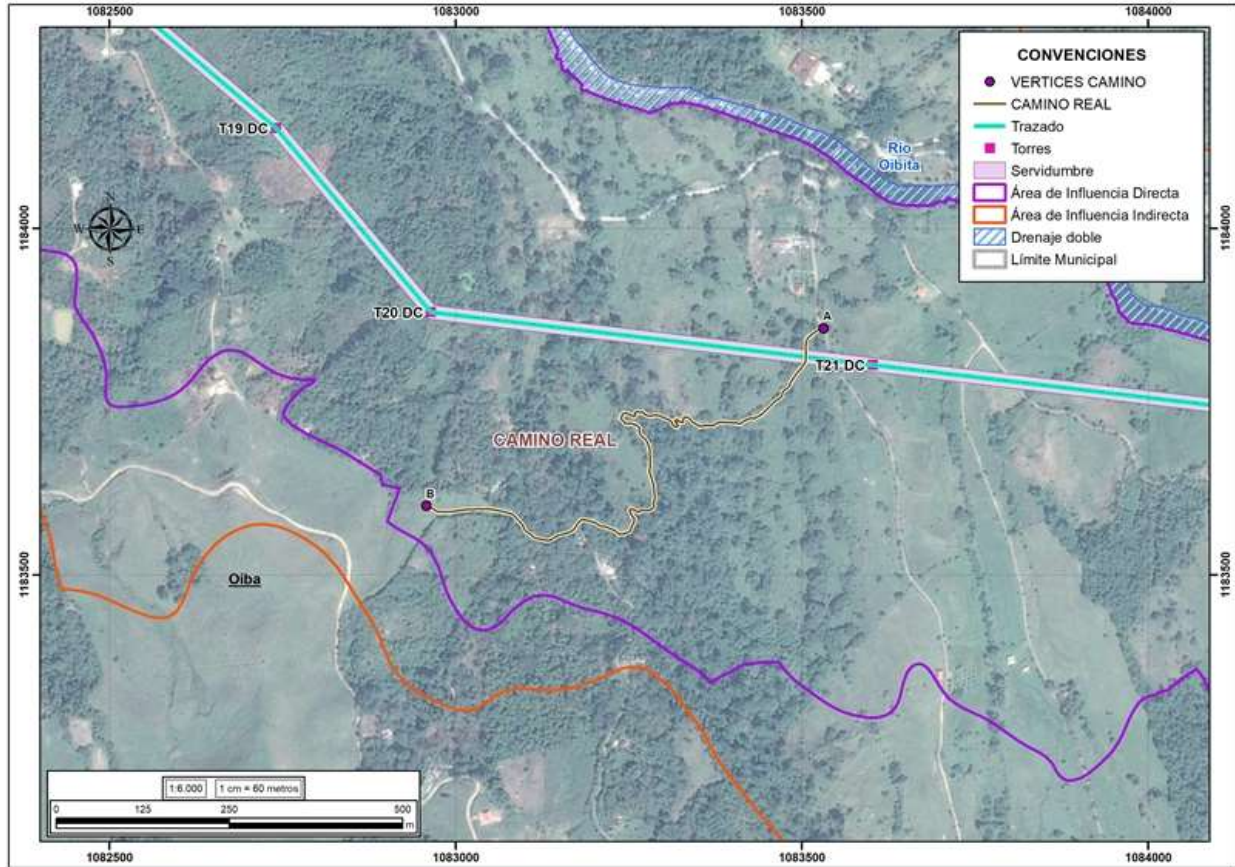 1082500
1083000
1083500
1084000
CONVENCIONES
VERTICES CAMINO
CAMINO REAL
Trazado
Torres
Servidumbre
Área de Influencia Directa
Área de Influencia Indirecta
Drenaje doble
Límite Municipal
T19 DC
Rio
Oibita
N
W
E
S
1184000
1184000
T20 DC
A
T21 DC
CAMINO REAL
B
1183500
1183500
Oiba
1:6.000
1 cm = 60 metros
0
125
250
500
m
1082500
1083000
1083500
1084000